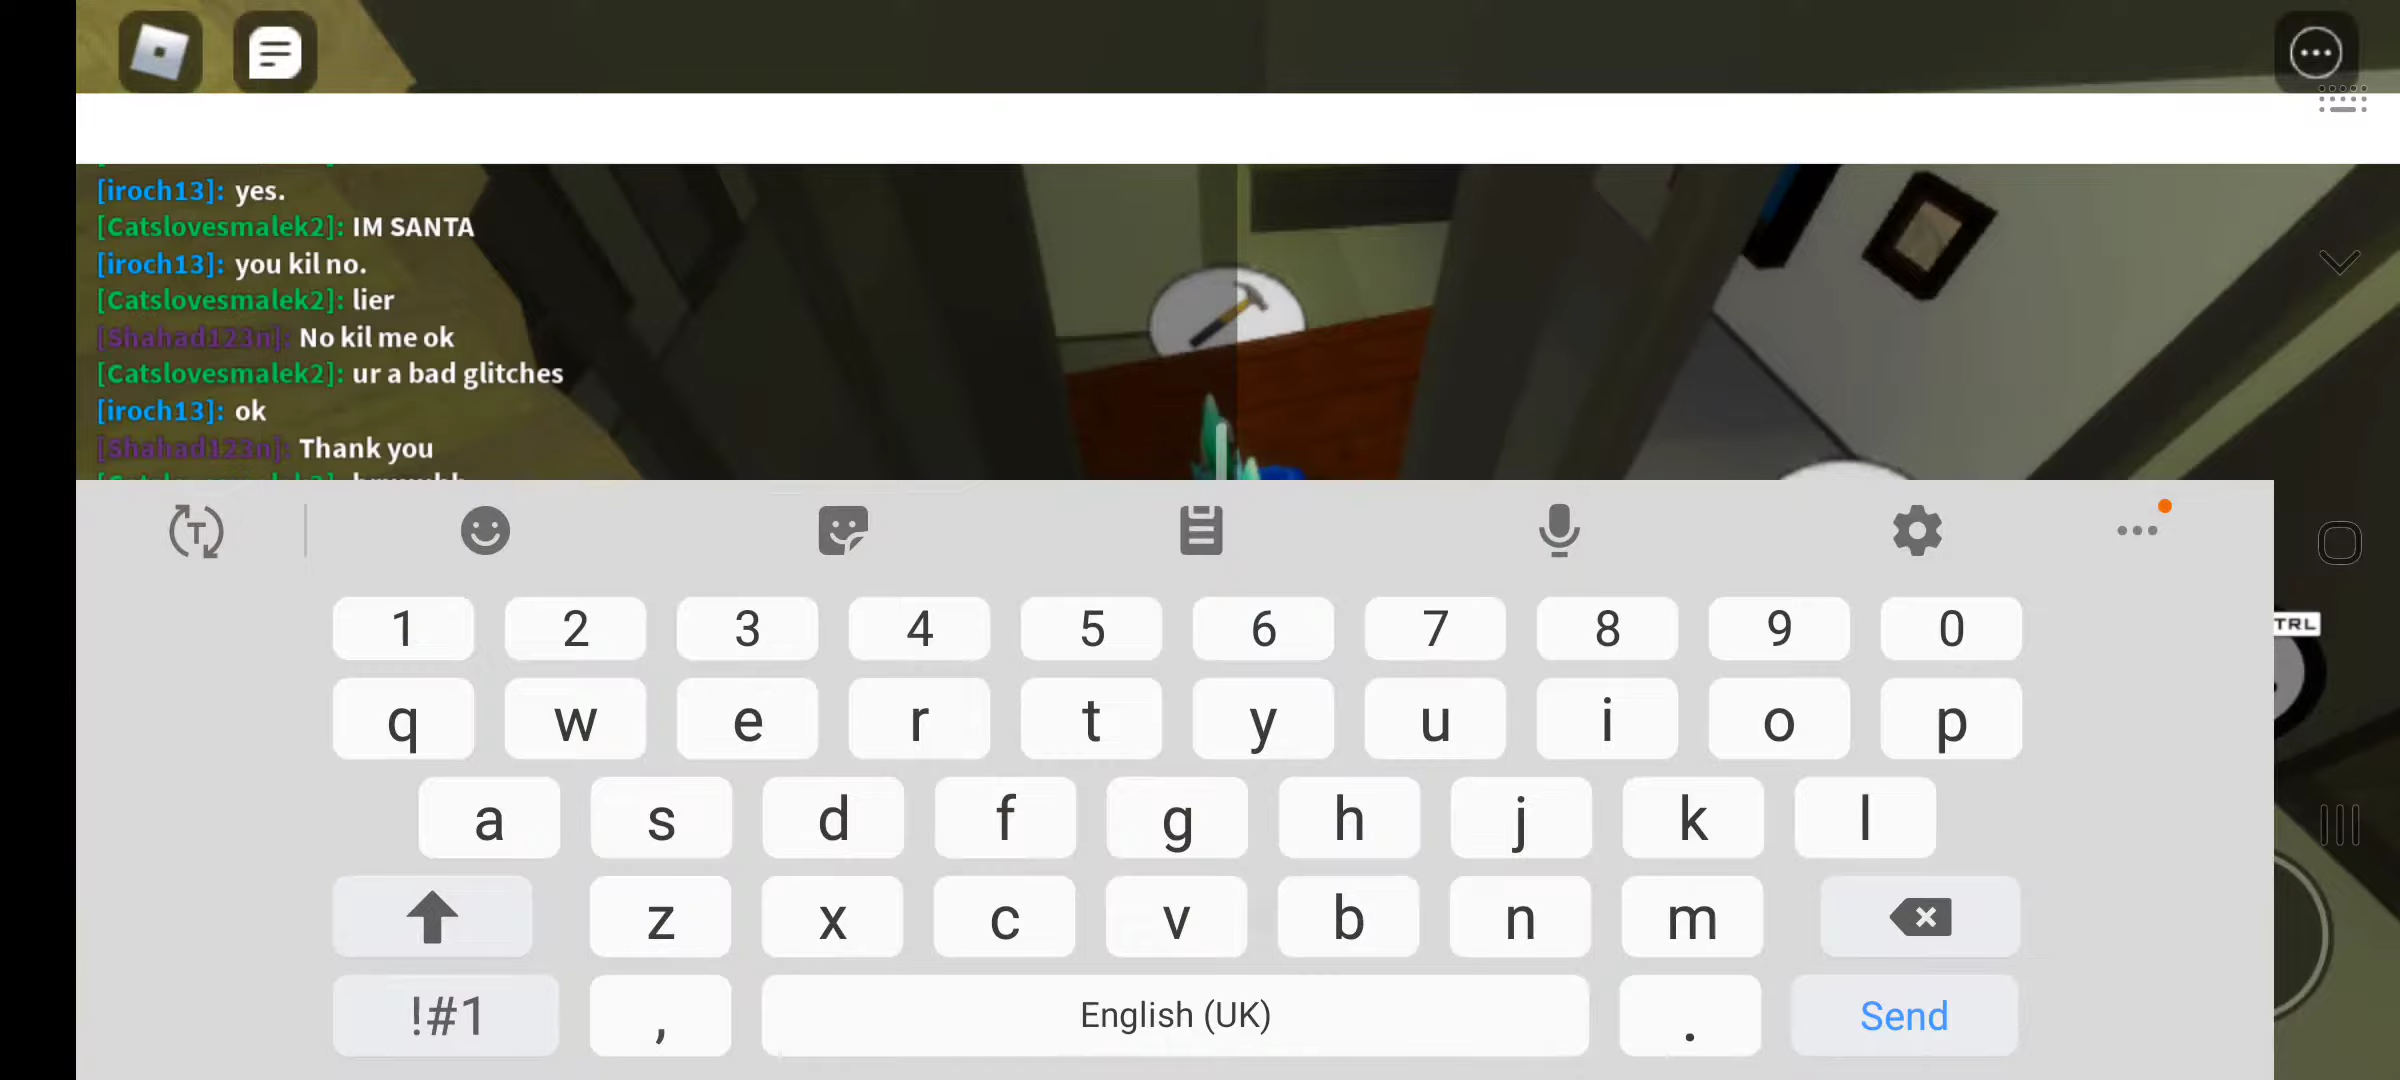 [iroch13]: yes.
[Catslovesmalek2]: IM SANTA
[iroch13]: you kil no.
[Catslovesmalek2]: lier
[Shahad123n]: No kil me ok
[Catslovesmalek2]: ur a bad glitches
[iroch13]: ok
[Shahad123n]: Thank you
T
1 2 3 4 5 6 7 8 9 0
TRL
q w e r t y u i o p
a s d f g h j k l
z x c v b n m
!#1 , English (UK) . Send